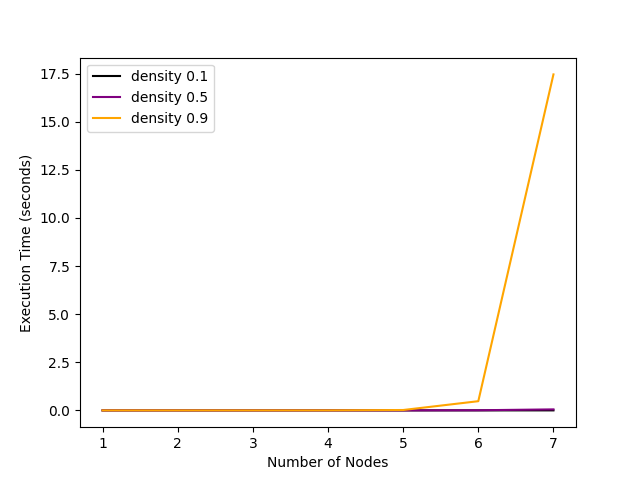 density 0.1
density 0.5
density 0.9
17.5
15.0
12.5
10.0
7.5
5.0
2.5
0.0
Execution Time (seconds)
1 2 3 4 5 6 7
Number of Nodes